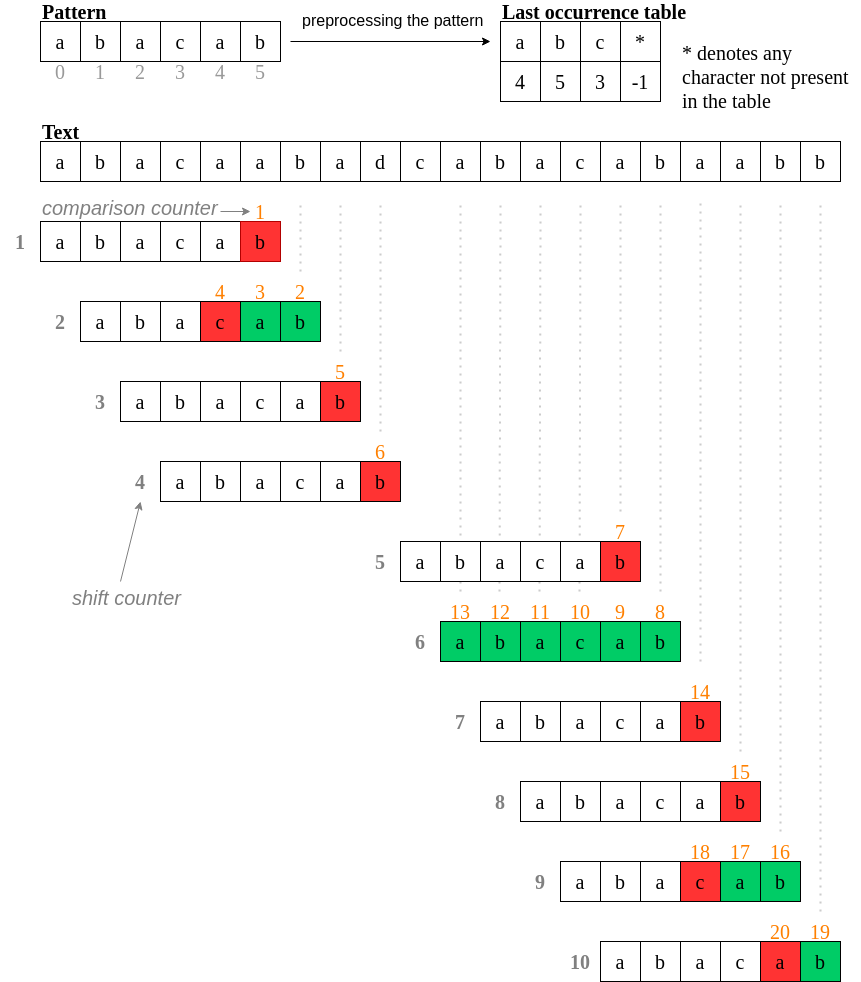 Pattern
preprocessing the pattern
Last occurrence table
a b a c a b
0 1 2 3 4 5
a b c *
4 5 3 -1
* denotes any
character not present
in the table
Text
a b a c a a b a d c a b a c a b a a b b
comparison counter
1
1 a b a c a b
4 3 2
2 a b a c a b
5
3 a b a c a b
6
4 a b a c a b
7
5 a b a c a b
shift counter
13 12 11 10 9 8
6 a b a c a b
14
7 a b a c a b
15
8 a b a c a b
18 17 16
9 a b a c a b
20 19
10 a b a c a b